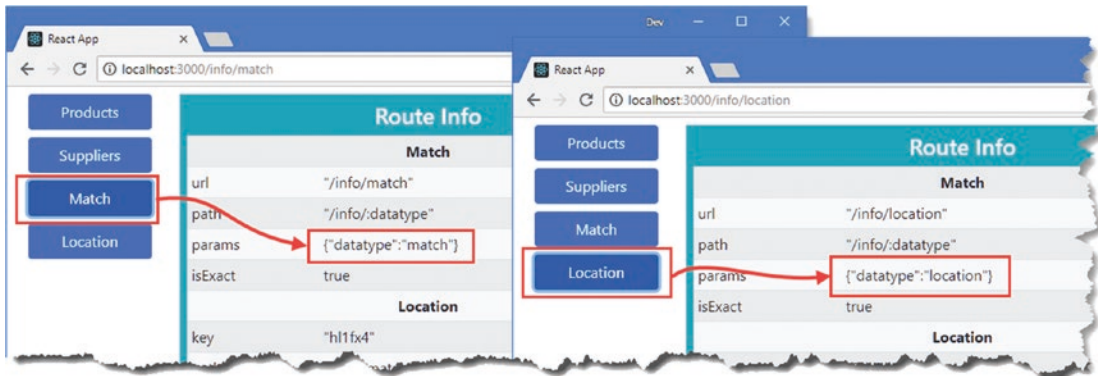 Dev
React App
localhost:3000/info/match
Products
Suppliers
Match
Location
Route Info
Match
url "/info/match"
path "/info/:datatype"
params {"datatype":"match"}
isExact true
Location
key "hl1fx4"
React App
localhost:3000/info/location
Products
Suppliers
Match
Location
Route Info
Match
url "/info/location"
path "/info/:datatype"
params {"datatype":"location"}
isExact true
Location